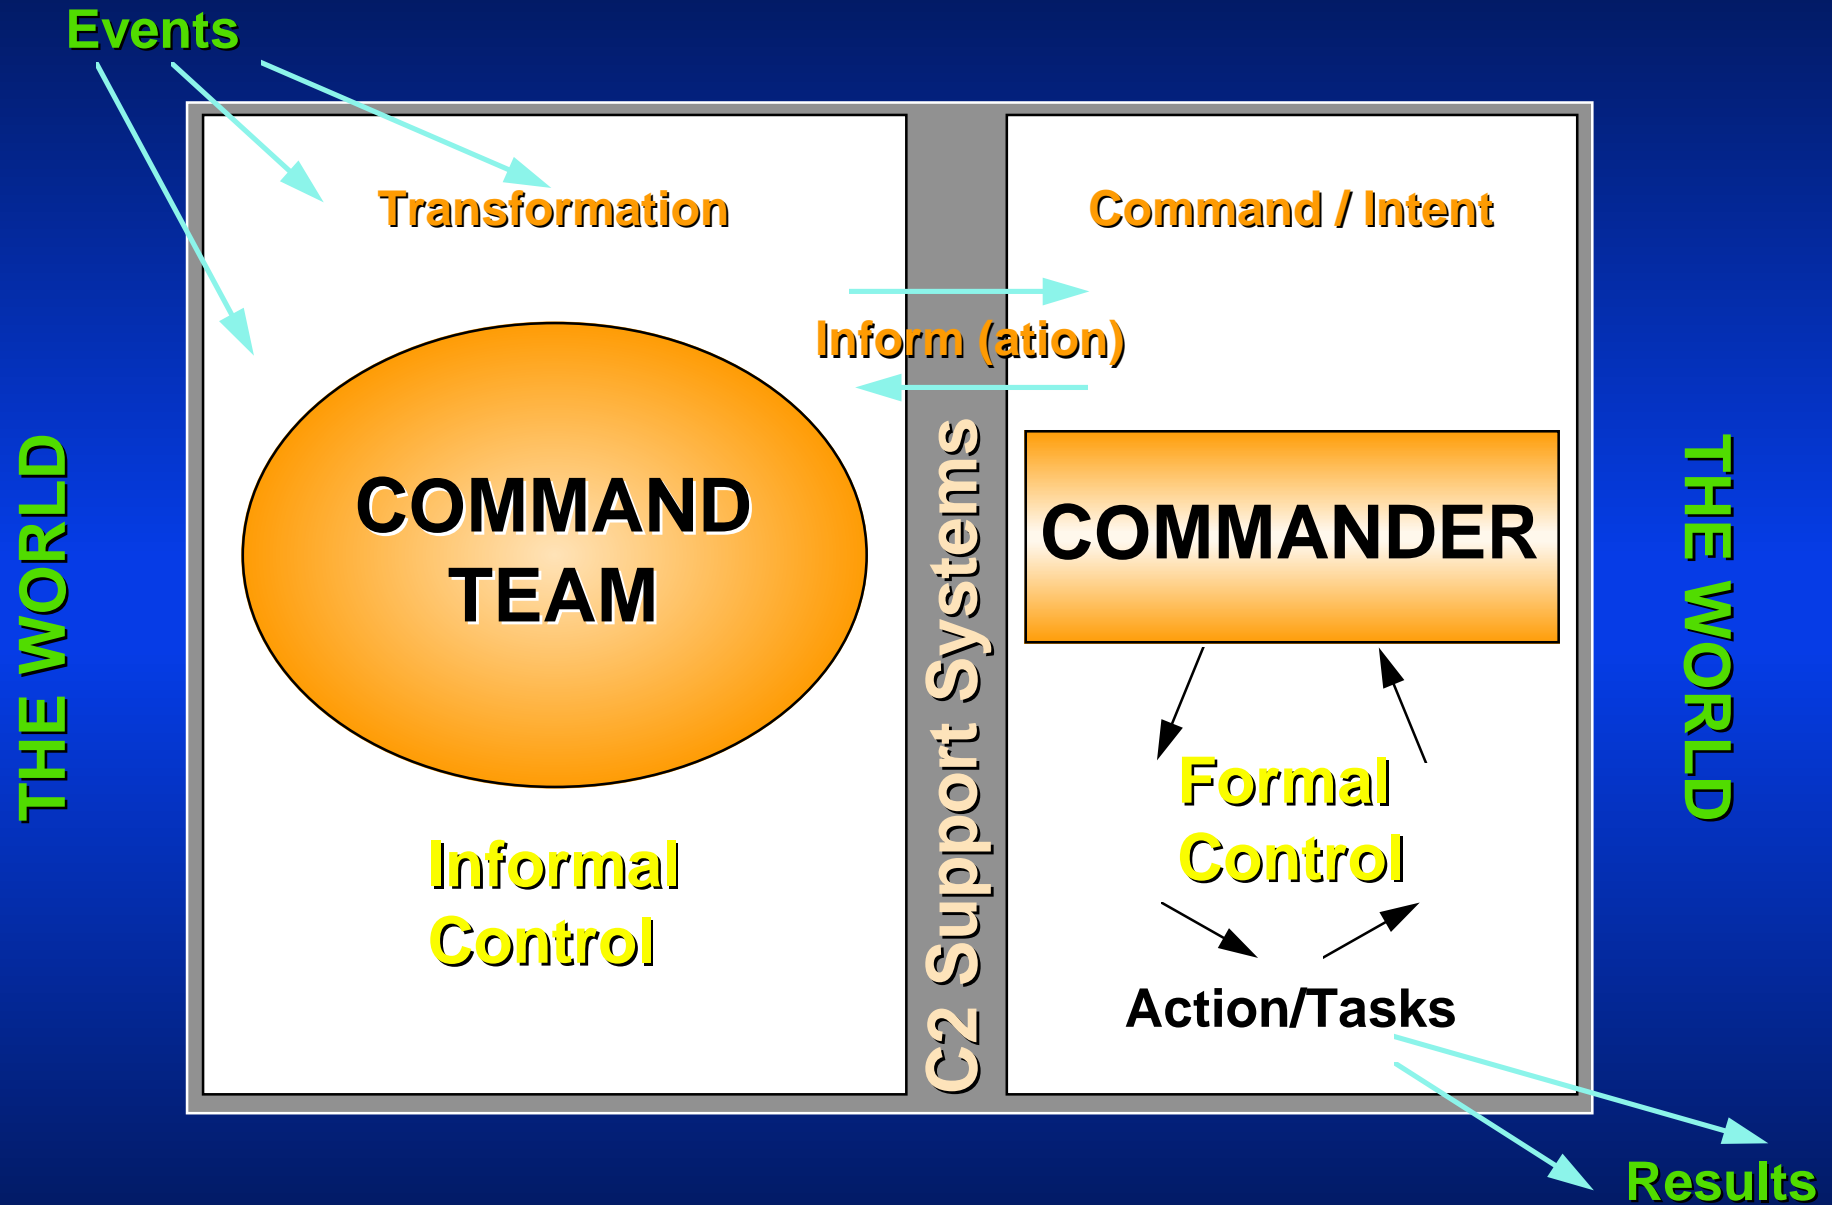 Events
Transformation
Command / Intent
Inform (ation)
THE WORLD
COMMAND
TEAM
C2 Support Systems
COMMANDER
THE WORLD
Informal
Control
Formal
Control
Action/Tasks
Results